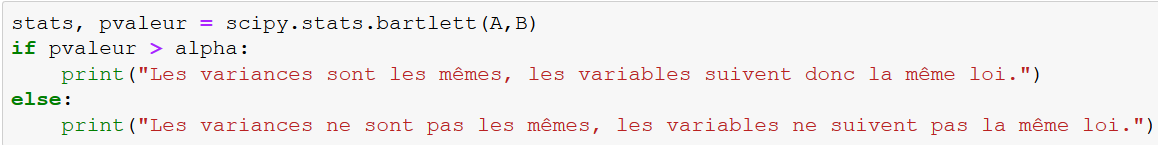 stats, pvaleur = scipy.stats.bartlett(A,B)
if pvaleur > alpha:
    print("Les variances sont les mêmes, les variables suivent donc la même loi.")
else:
    print("Les variances ne sont pas les mêmes, les variables ne suivent pas la même loi.")